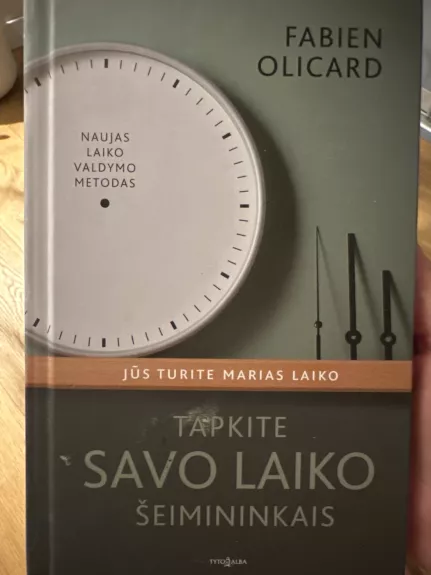 FABIEN
OLICARD
NAUJAS
LAIKO
VALDYMO
METODAS
JŪS TURITE MARIAS LAIKO
TAPKITE
SAVO LAIKO
ŠEIMININKAIS
TYTO ALBA